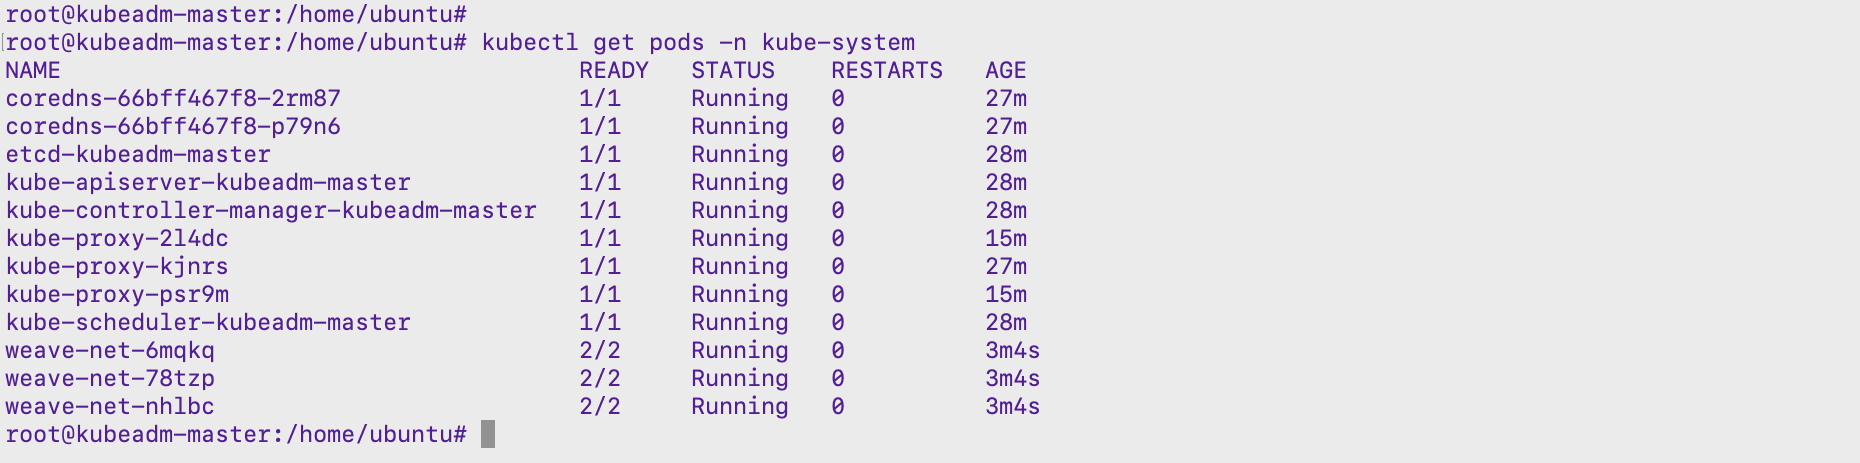 root@kubeadm-master:/home/ubuntu#
root@kubeadm-master:/home/ubuntu# kubectl get pods -n kube-system
NAME                                     READY   STATUS    RESTARTS   AGE
coredns-66bff467f8-2rm87                 1/1     Running   0          27m
coredns-66bff467f8-p79n6                 1/1     Running   0          27m
etcd-kubeadm-master                      1/1     Running   0          28m
kube-apiserver-kubeadm-master            1/1     Running   0          28m
kube-controller-manager-kubeadm-master   1/1     Running   0          28m
kube-proxy-2l4dc                         1/1     Running   0          15m
kube-proxy-kjnrs                         1/1     Running   0          27m
kube-proxy-psr9m                         1/1     Running   0          15m
kube-scheduler-kubeadm-master            1/1     Running   0          28m
weave-net-6mqkq                          2/2     Running   0          3m4s
weave-net-78tzp                          2/2     Running   0          3m4s
weave-net-nhlbc                          2/2     Running   0          3m4s
root@kubeadm-master:/home/ubuntu#